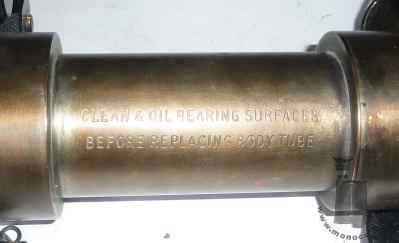 CLEAN & OIL BEARING SURFACES
BEFORE REPLACING BODY TUBE